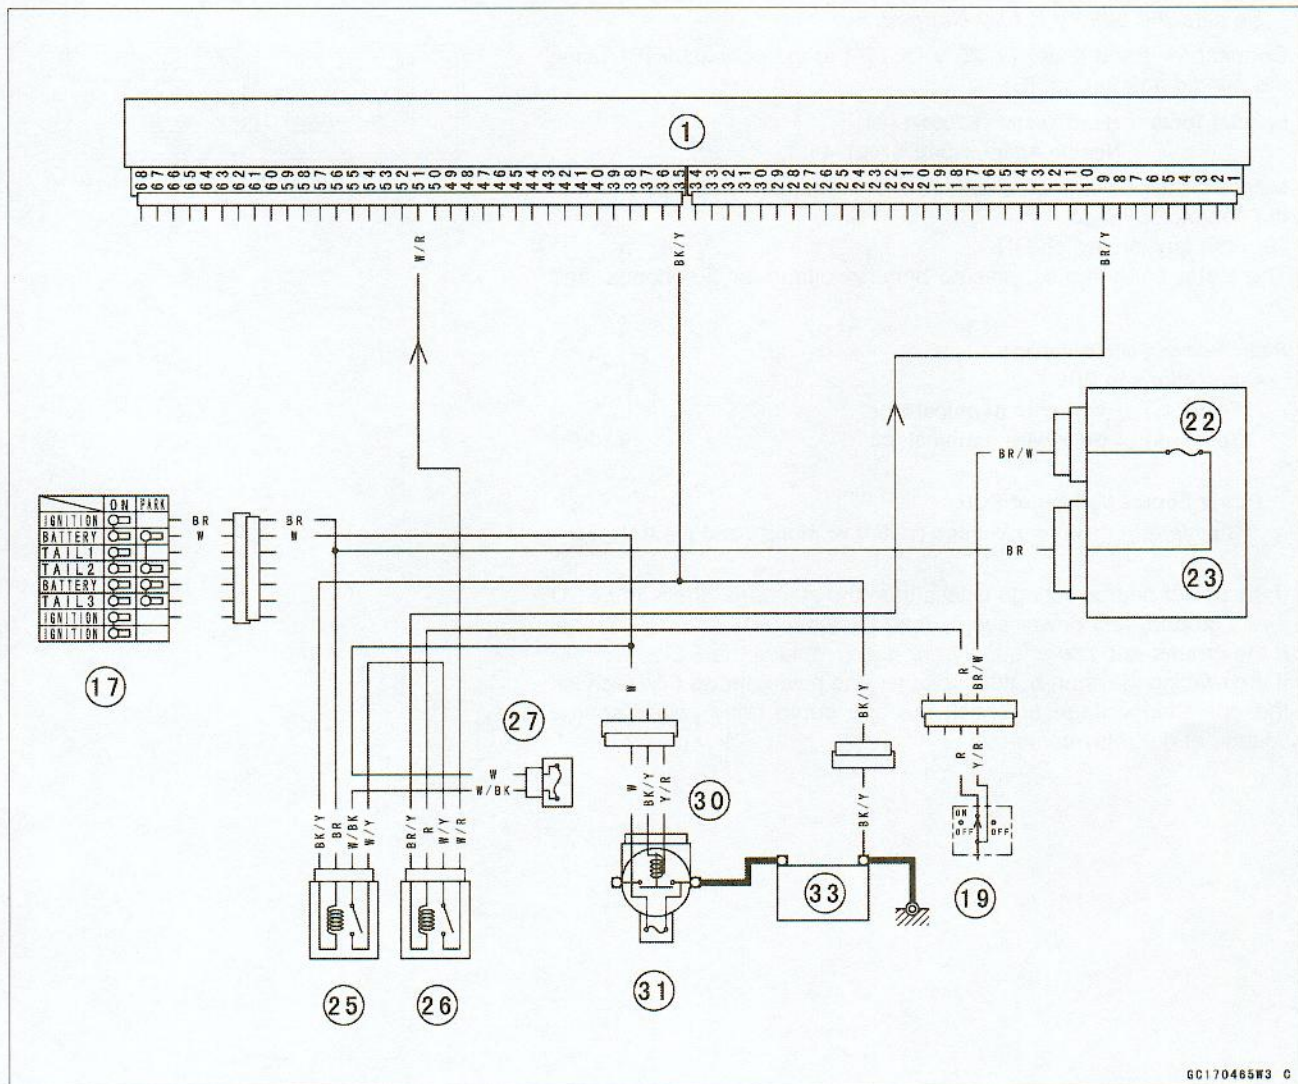 1
68 67 66 65 64 63 62 61 60 59 58 57 56 55 54 53 52 51 50 49 48 47 46 45 44 43 42 41 40 39 38 37 36 35 34 33 32 31 30 29 28 27 26 25 24 23 22 21 20 19 18 17 16 15 14 13 12 11 10 9 8 7 6 5 4 3 2 1
W/R
BK/Y
BR/Y
22
BR/W
ON PARK
IGNITION
BATTERY
TAIL1
TAIL2
BATTERY
TAIL3
IGNITION
IGNITION
BR BR
W W
BR
23
17
R BR/W
W
BK/Y
27
W
W/BK
R Y/R
W BK/Y Y/R
30
BK/Y
BK/Y BR W/BK W/Y
BR/Y R W/Y W/R
ON
OFF OFF
33
19
25
26
31
GC170465W3 C